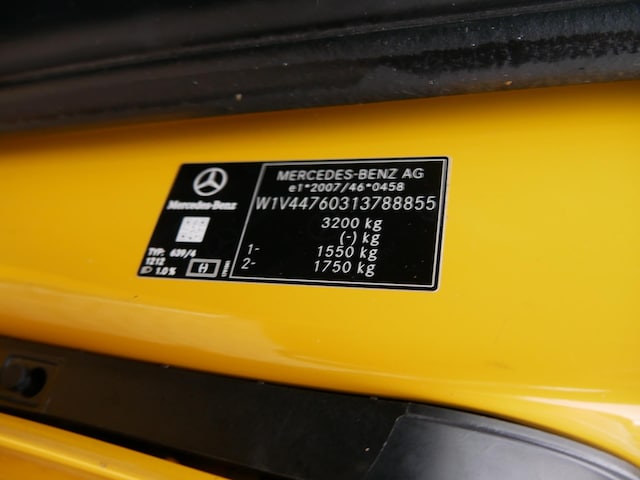 Mercedes-Benz
TYP: 639/4
1212
1.0%
MERCEDES-BENZ AG
e1*2007/46*0458
W1V44760313788855
3200 kg
(-) kg
1- 1550 kg
2- 1750 kg